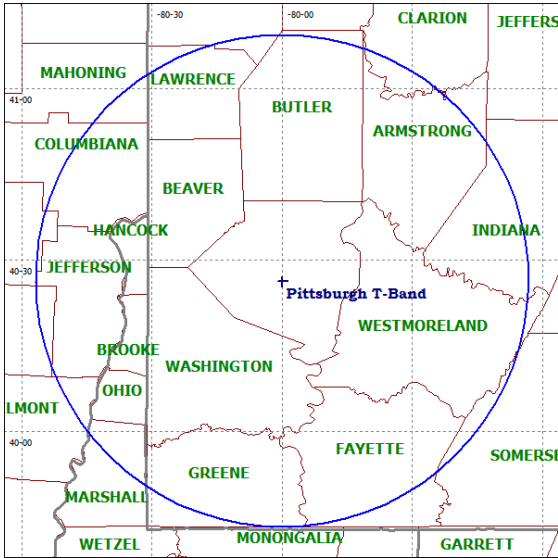 -80-30
-80-00
CLARION
JEFFERS
MAHONING
LAWRENCE
41-00
BUTLER
ARMSTRONG
COLUMBIANA
BEAVER
HANCOCK
INDIANA
40-30
JEFFERSON
Pittsburgh T-Band
WESTMORELAND
BROOKE
WASHINGTON
OHIO
LMONT
40-00
FAYETTE
SOMERSE
GREENE
MARSHALL
WETZEL
MONONGALIA
GARRETT